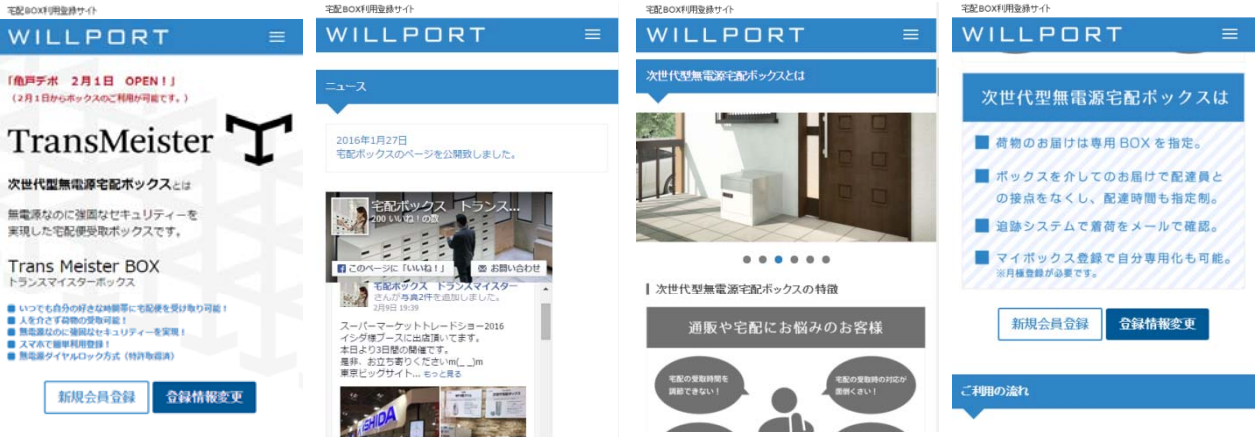 宅配BOX利用登録サイト
WILLPORT
「亀戸デポ 2月1日 OPEN!」
(2月1日からボックスのご利用が可能です。)
TransMeister
次世代型無電源宅配ボックスとは
無電源なのに強固なセキュリティーを
実現した宅配便受取ボックスです。
Trans Meister BOX
トランスマイスターボックス
いつでも自分の好きな時間帯に宅配便を受け取り可能!
人を介さず荷物の受取可能!
無電源なのに強固なセキュリティーを実現!
スマホで簡単利用登録!
無電源ダイヤルロック方式(特許取得済)
新規会員登録
登録情報変更
宅配BOX利用登録サイト
WILLPORT
ニュース
2016年1月27日
宅配ボックスのページを公開致しました。
宅配ボックス トランス...
200 いいね!の数
このページに「いいね!」
お問い合わせ
宅配ボックス トランスマイスター
さんが写真2件を追加しました。
2月9日 19:39
スーパーマーケットトレードショー2016
イシダ様ブースに出店頂いてます。
本日より3日間の開催です。
是非、お立ち寄りくださいm(_ _)m
東京ビッグサイト... もっと見る
ISHIDA
宅配BOX利用登録サイト
WILLPORT
次世代型無電源宅配ボックスとは
次世代型無電源宅配ボックスの特徴
通販や宅配にお悩みのお客様
宅配の受取時間を
調節できない!
宅配の受取時の対応が
面倒くさい!
宅配BOX利用登録サイト
WILLPORT
次世代型無電源宅配ボックスは
荷物のお届けは専用BOXを指定。
ボックスを介してのお届けで配達員と
の接点をなくし、配達時間も指定制。
追跡システムで着荷をメールで確認。
マイボックス登録で自分専用化も可能。
※月極登録が必要です。
新規会員登録
登録情報変更
ご利用の流れ